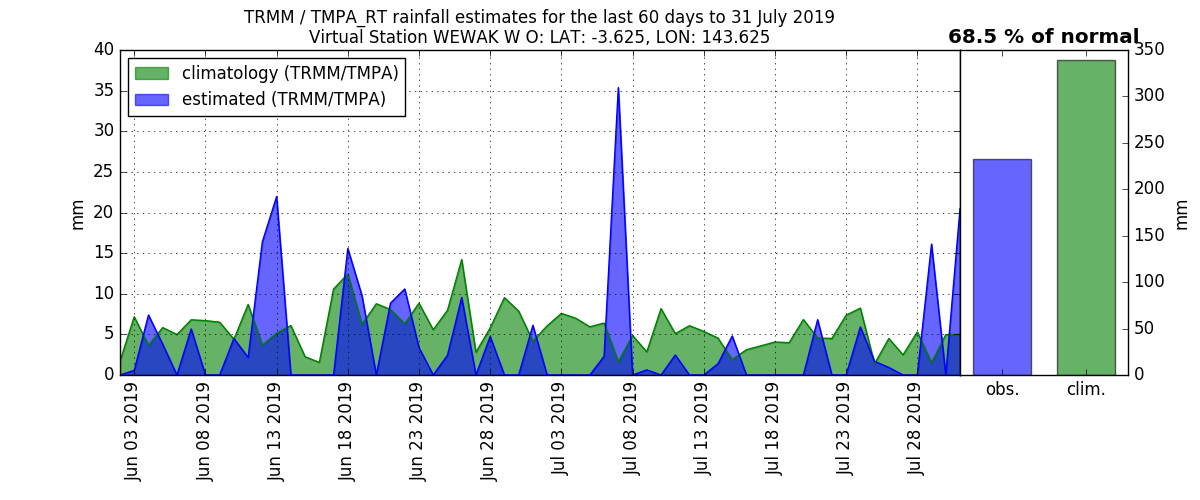 TRMM / TMPA_RT rainfall estimates for the last 60 days to 31 July 2019
Virtual Station WEWAK W O: LAT: -3.625, LON: 143.625
68.5 % of normal
climatology (TRMM/TMPA)
estimated (TRMM/TMPA)
40
35
30
25
20
15
10
5
0
mm
Jun 03 2019
Jun 08 2019
Jun 13 2019
Jun 18 2019
Jun 23 2019
Jun 28 2019
Jul 03 2019
Jul 08 2019
Jul 13 2019
Jul 18 2019
Jul 23 2019
Jul 28 2019
obs.
clim.
350
300
250
200
150
100
50
0
mm